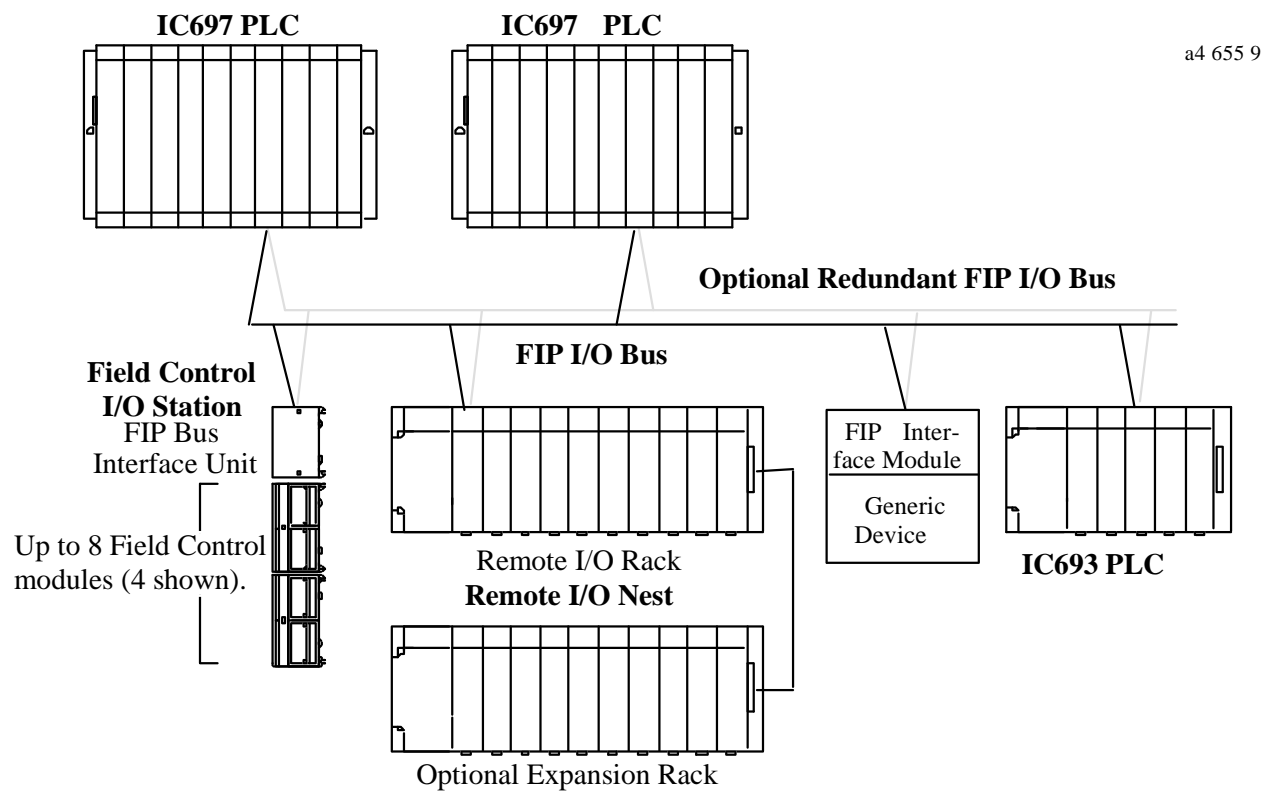 IC697 PLC
IC697 PLC
a4 655 9
Optional Redundant FIP I/O Bus
FIP I/O Bus
Field Control
I/O Station
FIP Bus
Interface Unit
Up to 8 Field Control
modules (4 shown).
Remote I/O Rack
Remote I/O Nest
Optional Expansion Rack
FIP Inter-
face Module
Generic
Device
IC693 PLC